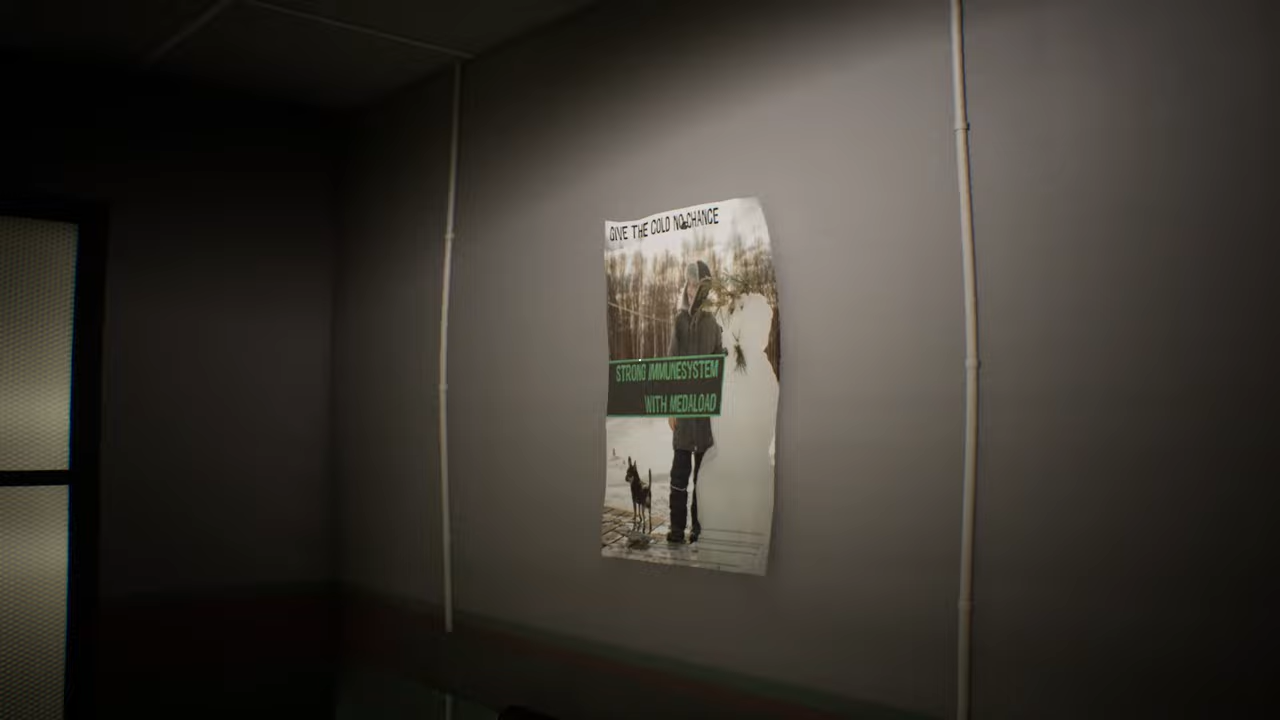 GIVE THE COLD NO CHANCE
STRONG IMMUNESYSTEM
WITH MEDALOAD